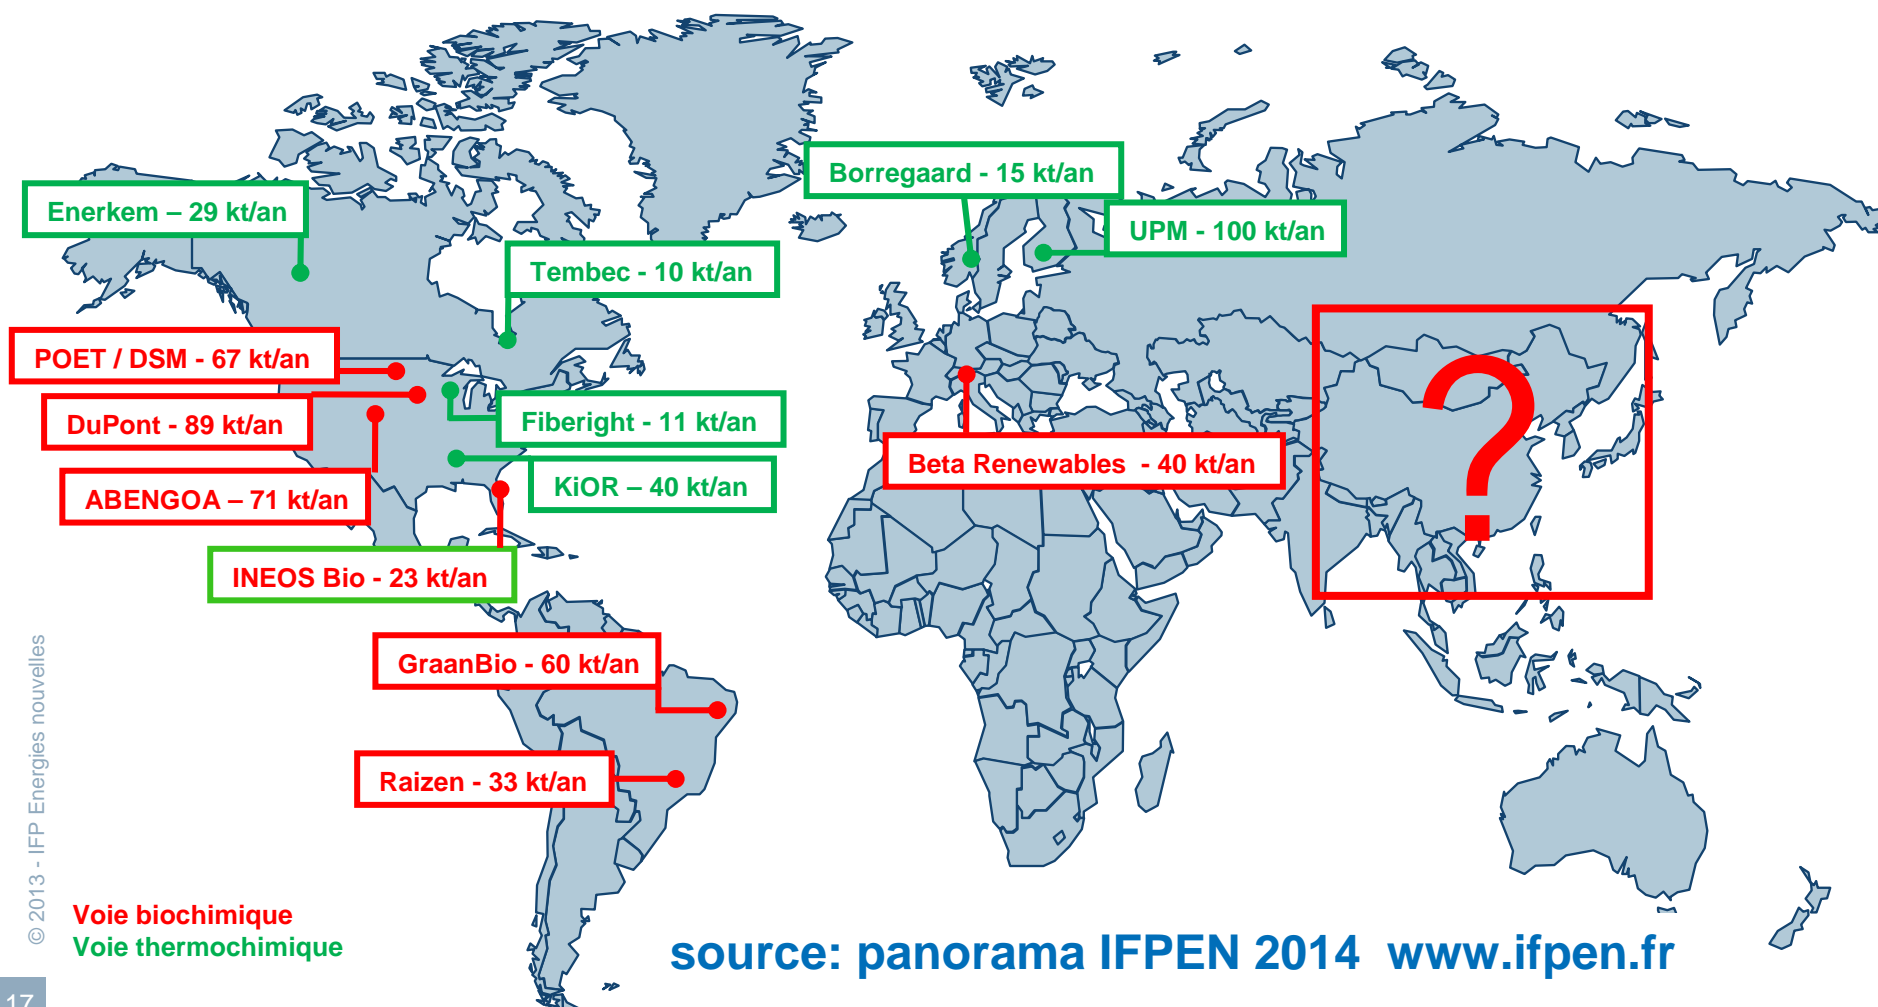 Borregaard - 15 kt/an
Enerkem – 29 kt/an
UPM - 100 kt/an
Tembec - 10 kt/an
POET / DSM - 67 kt/an
DuPont - 89 kt/an
Fiberight - 11 kt/an
Beta Renewables - 40 kt/an
?
ABENGOA – 71 kt/an
KiOR – 40 kt/an
INEOS Bio - 23 kt/an
GraanBio - 60 kt/an
Raizen - 33 kt/an
© 2013 - IFP Energies nouvelles
Voie biochimique
Voie thermochimique
source: panorama IFPEN 2014 www.ifpen.fr
17